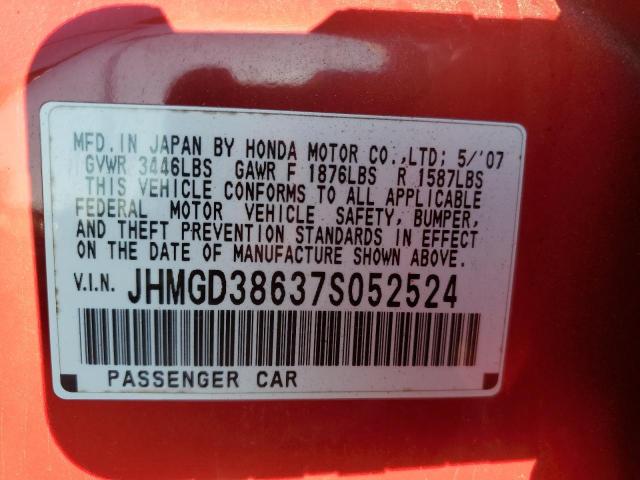 MFD. IN JAPAN BY HONDA MOTOR CO.,LTD; 5/'07
GVWR 3446LBS GAWR F 1876LBS R 1587LBS
THIS VEHICLE CONFORMS TO ALL APPLICABLE
FEDERAL MOTOR VEHICLE SAFETY, BUMPER,
AND THEFT PREVENTION STANDARDS IN EFFECT
ON THE DATE OF MANUFACTURE SHOWN ABOVE.
V.I.N. JHMGD38637S052524
PASSENGER CAR